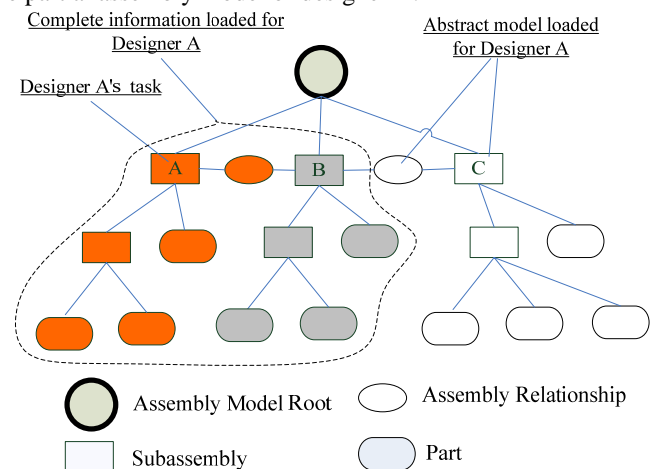 Complete information loaded for
Designer A
Abstract model loaded
for Designer A
Designer A's task
A
B
C
Assembly Model Root
Assembly Relationship
Subassembly
Part